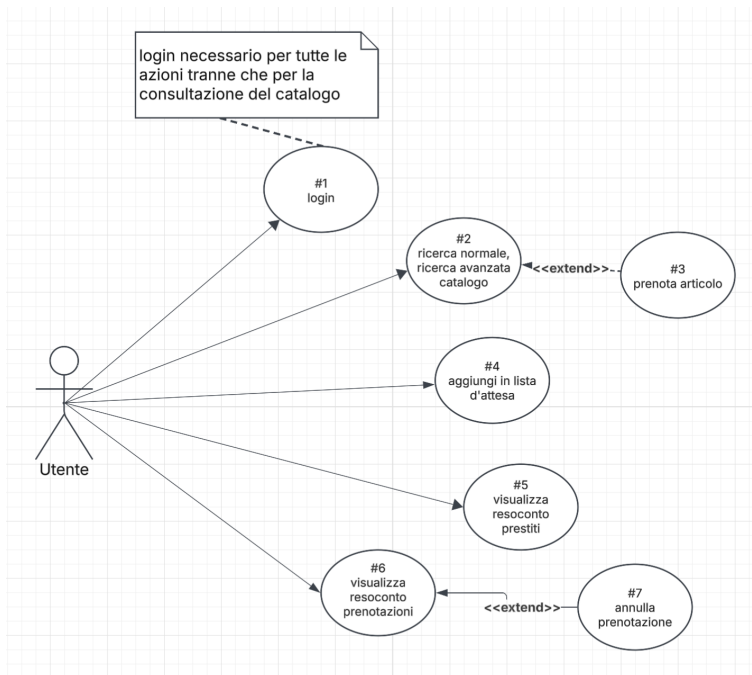 login necessario per tutte le
azioni tranne che per la
consultazione del catalogo
#1
login
#2
ricerca normale,
ricerca avanzata
catalogo
<<extend>>
#3
prenota articolo
#4
aggiungi in lista
d'attesa
Utente
#5
visualizza
resoconto
prestiti
#6
visualizza
resoconto
prenotazioni
<<extend>>
#7
annulla
prenotazione